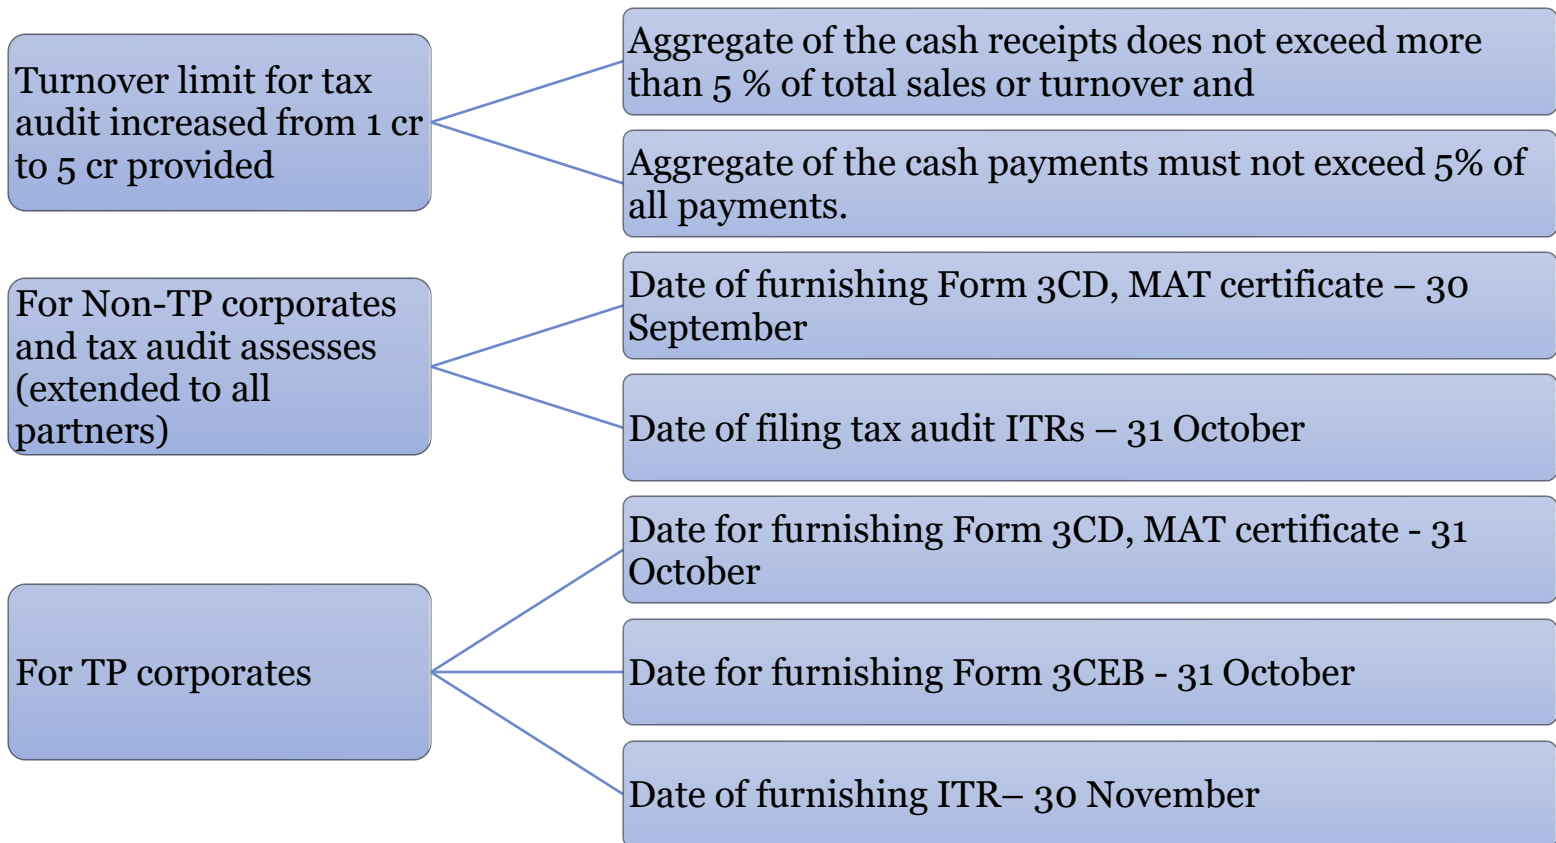 Turnover limit for tax
audit increased from 1 cr
to 5 cr provided
Aggregate of the cash receipts does not exceed more
than 5 % of total sales or turnover and
Aggregate of the cash payments must not exceed 5% of
all payments.
For Non-TP corporates
and tax audit assesses
(extended to all
partners)
Date of furnishing Form 3CD, MAT certificate – 30
September
Date of filing tax audit ITRs – 31 October
For TP corporates
Date for furnishing Form 3CD, MAT certificate - 31
October
Date for furnishing Form 3CEB - 31 October
Date of furnishing ITR– 30 November